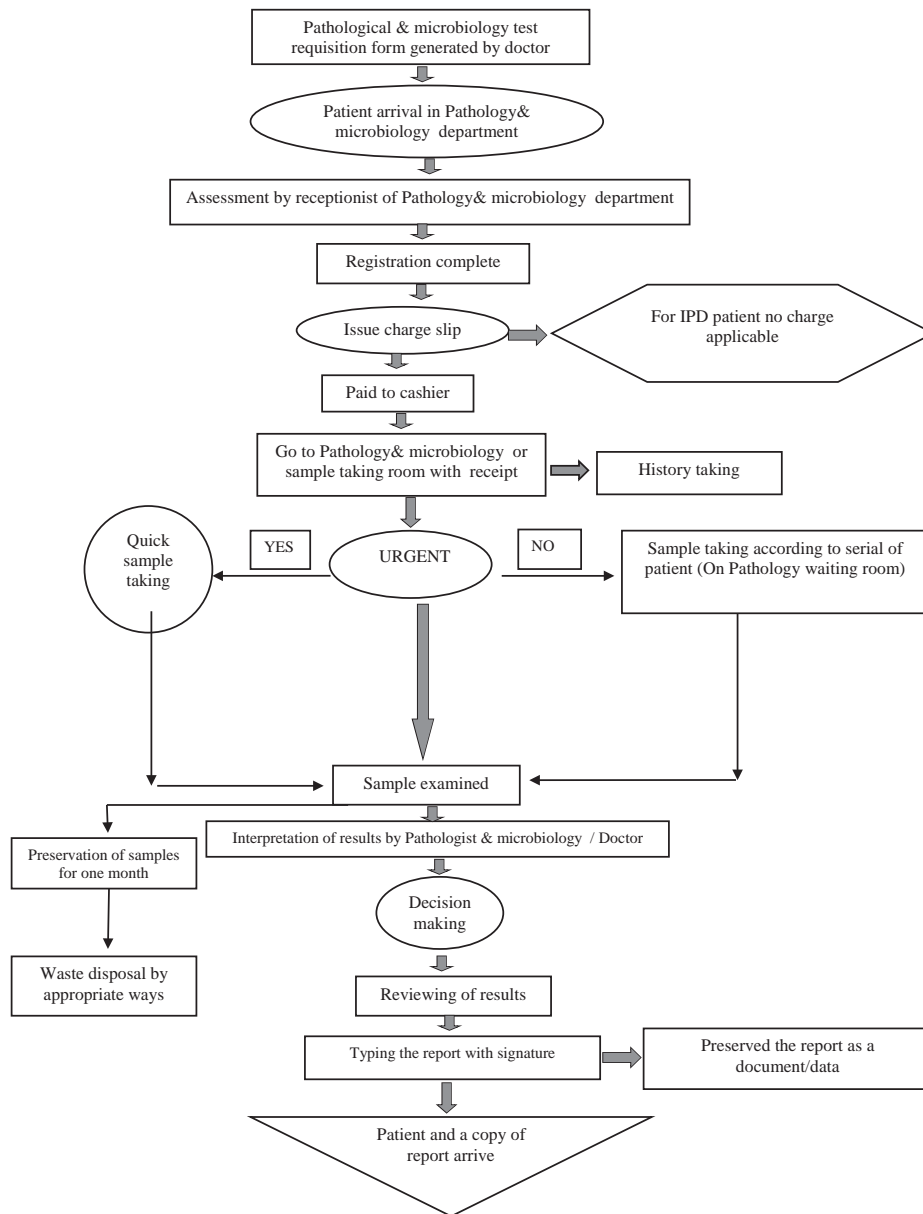 Pathological & microbiology test
requisition form generated by doctor
Patient arrival in Pathology&
microbiology department
Assessment by receptionist of Pathology& microbiology department
Registration complete
Issue charge slip
For IPD patient no charge
applicable
Paid to cashier
Go to Pathology& microbiology or
sample taking room with receipt
History taking
Quick
sample
taking
YES
URGENT
NO
Sample taking according to serial of
patient (On Pathology waiting room)
Sample examined
Interpretation of results by Pathologist & microbiology / Doctor
Preservation of samples
for one month
Decision
making
Waste disposal by
appropriate ways
Reviewing of results
Typing the report with signature
Preserved the report as a
document/data
Patient and a copy of
report arrive